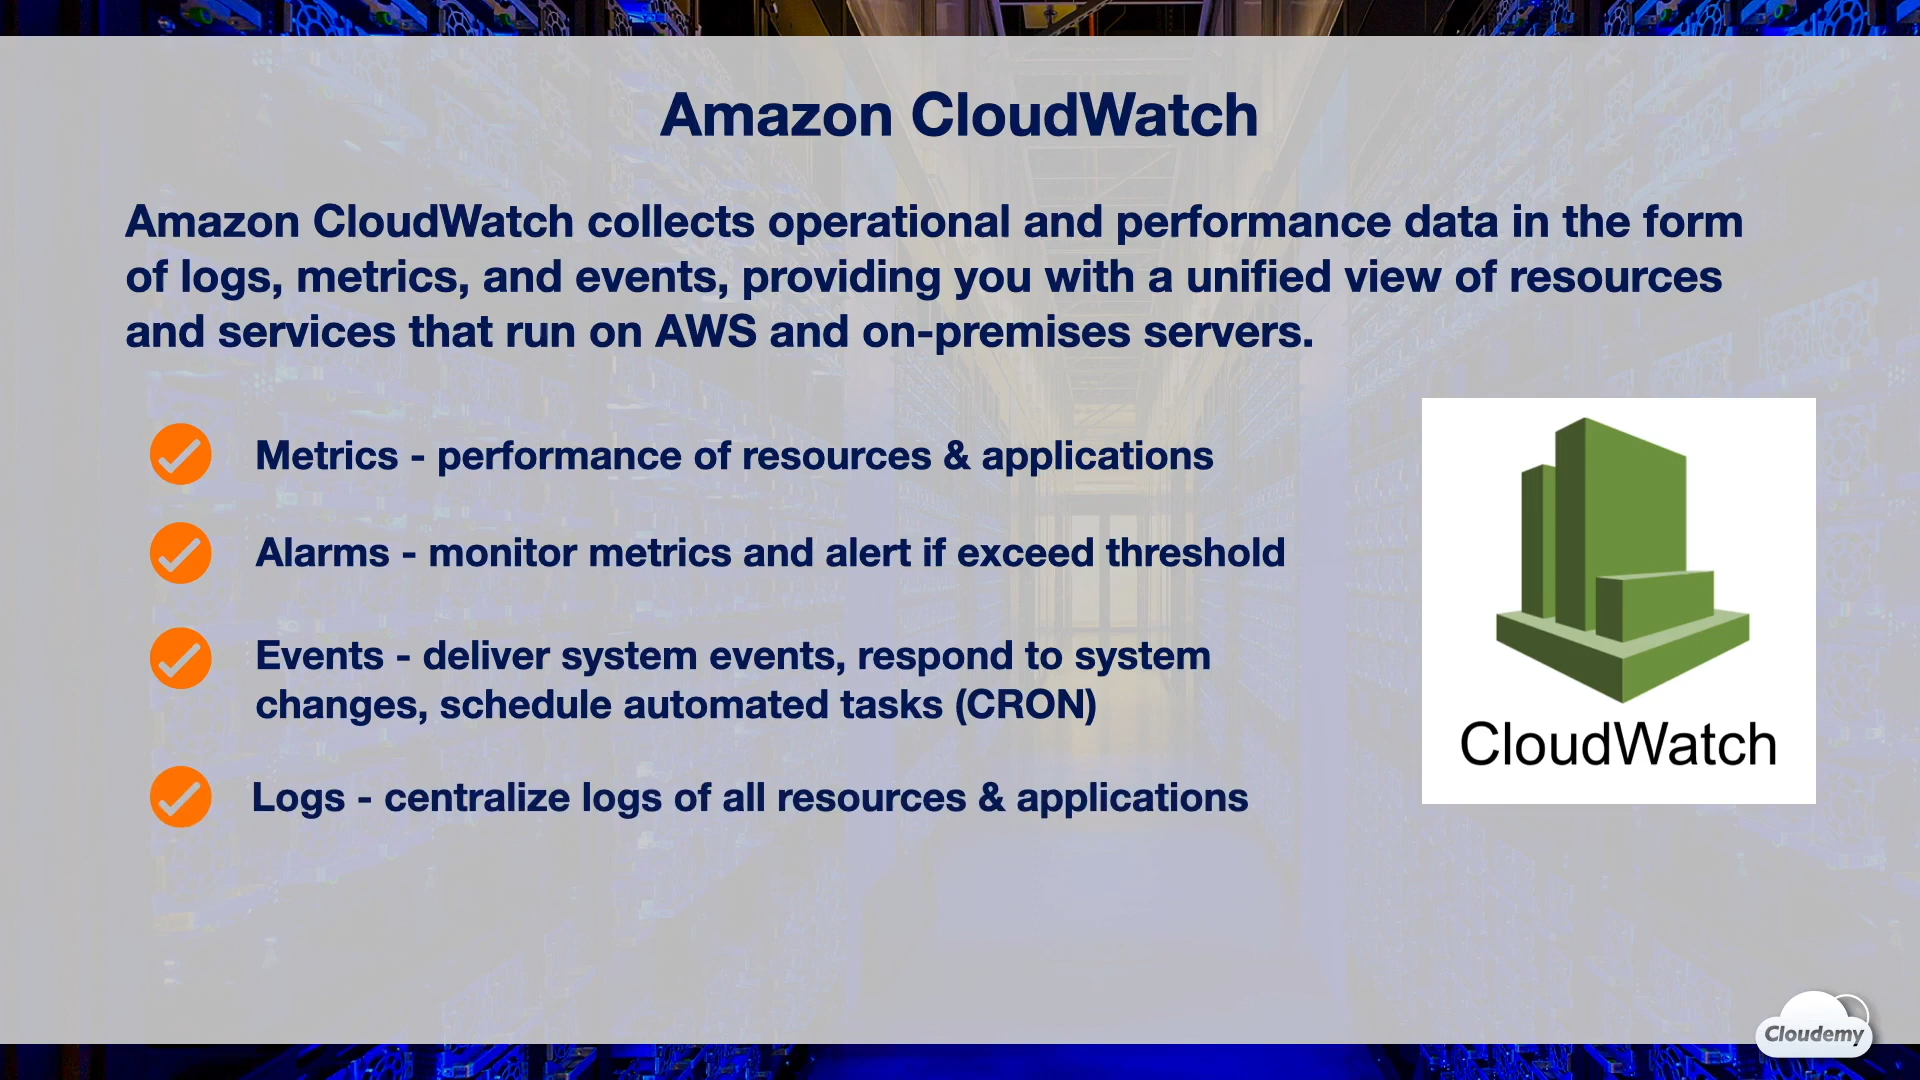 Amazon CloudWatch
Amazon CloudWatch collects operational and performance data in the form
of logs, metrics, and events, providing you with a unified view of resources
and services that run on AWS and on-premises servers.
Metrics - performance of resources & applications
Alarms - monitor metrics and alert if exceed threshold
Events - deliver system events, respond to system
changes, schedule automated tasks (CRON)
Logs - centralize logs of all resources & applications
CloudWatch
Cloudemy